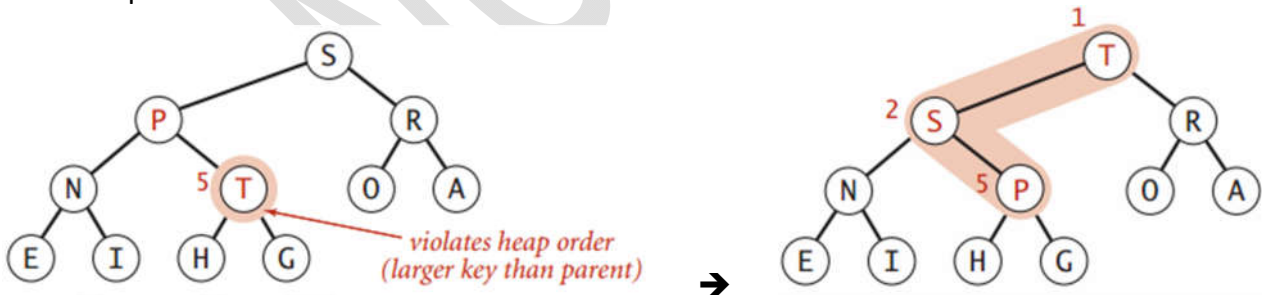 S
P R
N 5 T O A
E I H G
violates heap order
(larger key than parent)
1
T
2 S R
N 5 P O A
E I H G